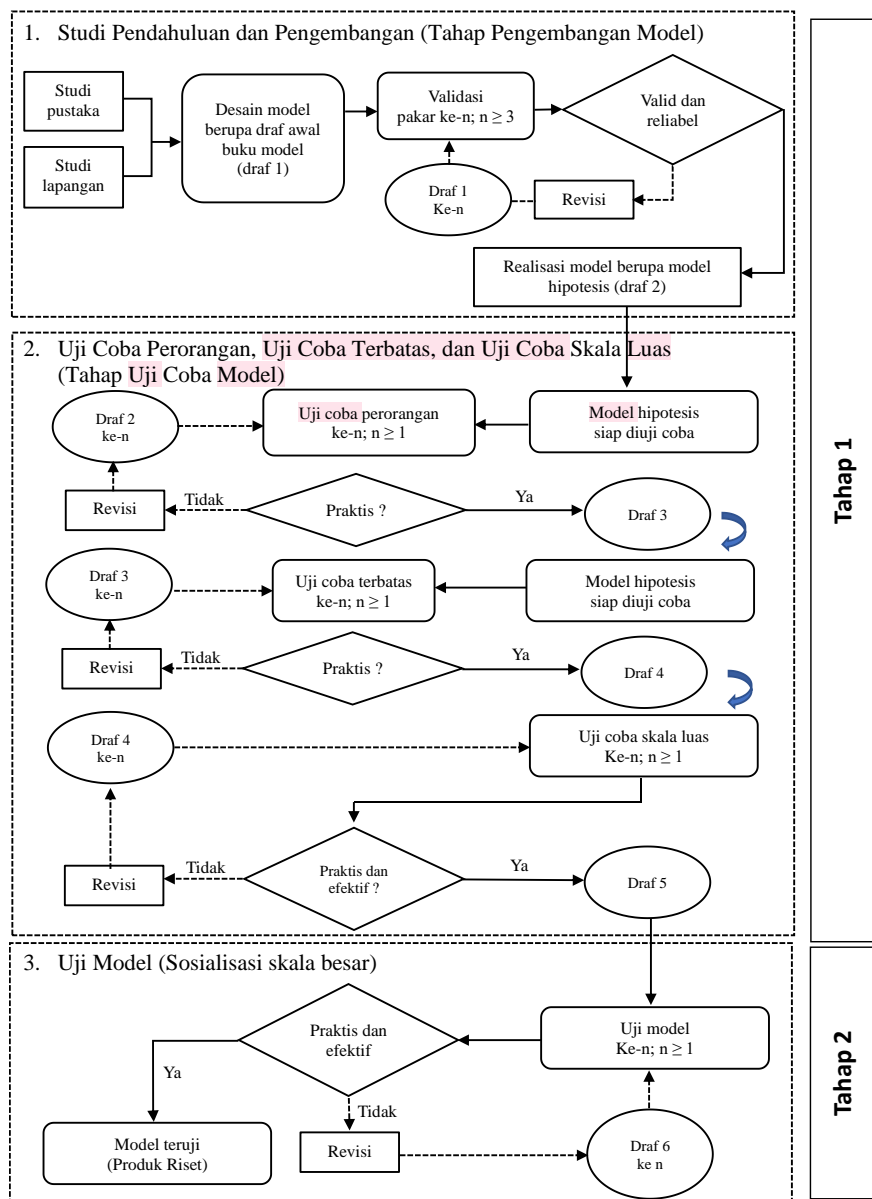 1. Studi Pendahuluan dan Pengembangan (Tahap Pengembangan Model)
Studi
pustaka
Studi
lapangan
Desain model
berupa draf awal
buku model
(draf 1)
Validasi
pakar ke-n; n ≥ 3
Valid dan
reliabel
Draf 1
Ke-n
Revisi
Realisasi model berupa model
hipotesis (draf 2)
2. Uji Coba Perorangan, Uji Coba Terbatas, dan Uji Coba Skala Luas
(Tahap Uji Coba Model)
Draf 2
ke-n
Uji coba perorangan
ke-n; n ≥ 1
Model hipotesis
siap diuji coba
Revisi
Tidak
Praktis ?
Ya
Draf 3
Draf 3
ke-n
Uji coba terbatas
ke-n; n ≥ 1
Model hipotesis
siap diuji coba
Revisi
Tidak
Praktis ?
Ya
Draf 4
Draf 4
ke-n
Uji coba skala luas
Ke-n; n ≥ 1
Revisi
Tidak
Praktis dan
efektif ?
Ya
Draf 5
Tahap 1
3. Uji Model (Sosialisasi skala besar)
Praktis dan
efektif
Uji model
Ke-n; n ≥ 1
Ya
Tidak
Model teruji
(Produk Riset)
Revisi
Draf 6
ke n
Tahap 2